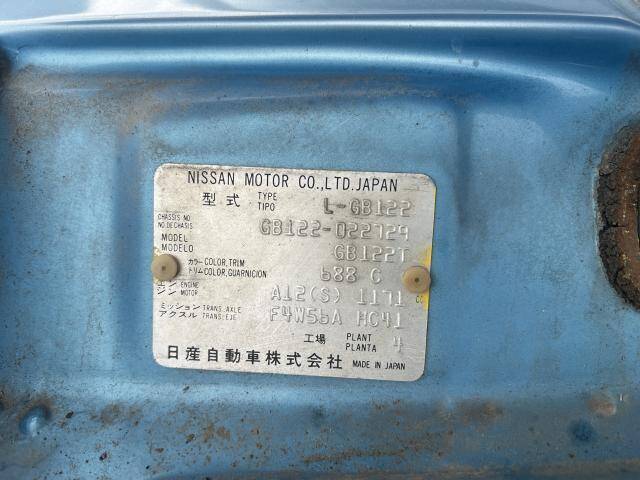 NISSAN MOTOR CO.,LTD.JAPAN
型式 TYPE TIPO L-GB122
CHASSIS NO. NO.DE CHASIS GB122-022729
MODEL MODELO GB122T
カラー COLOR,TRIM トリム COLOR,GUARNICION 688 C
エンジン ENGINE MOTOR A12(S) 1171 CC
ミッション TRANS. AXLE アクスル TRANS:EJE F4W56A HC41
工場 PLANT PLANTA 4
日産自動車株式会社 MADE IN JAPAN